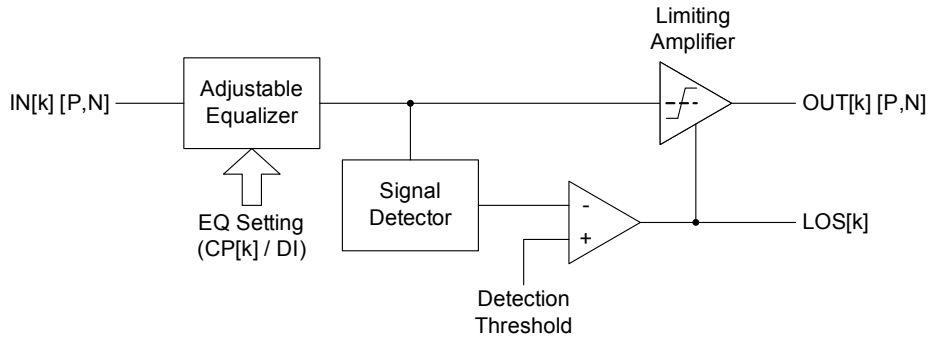 Limiting
Amplifier
IN[k] [P,N]
Adjustable
Equalizer
OUT[k] [P,N]
EQ Setting
(CP[k] / DI)
Signal
Detector
-
+
LOS[k]
Detection
Threshold